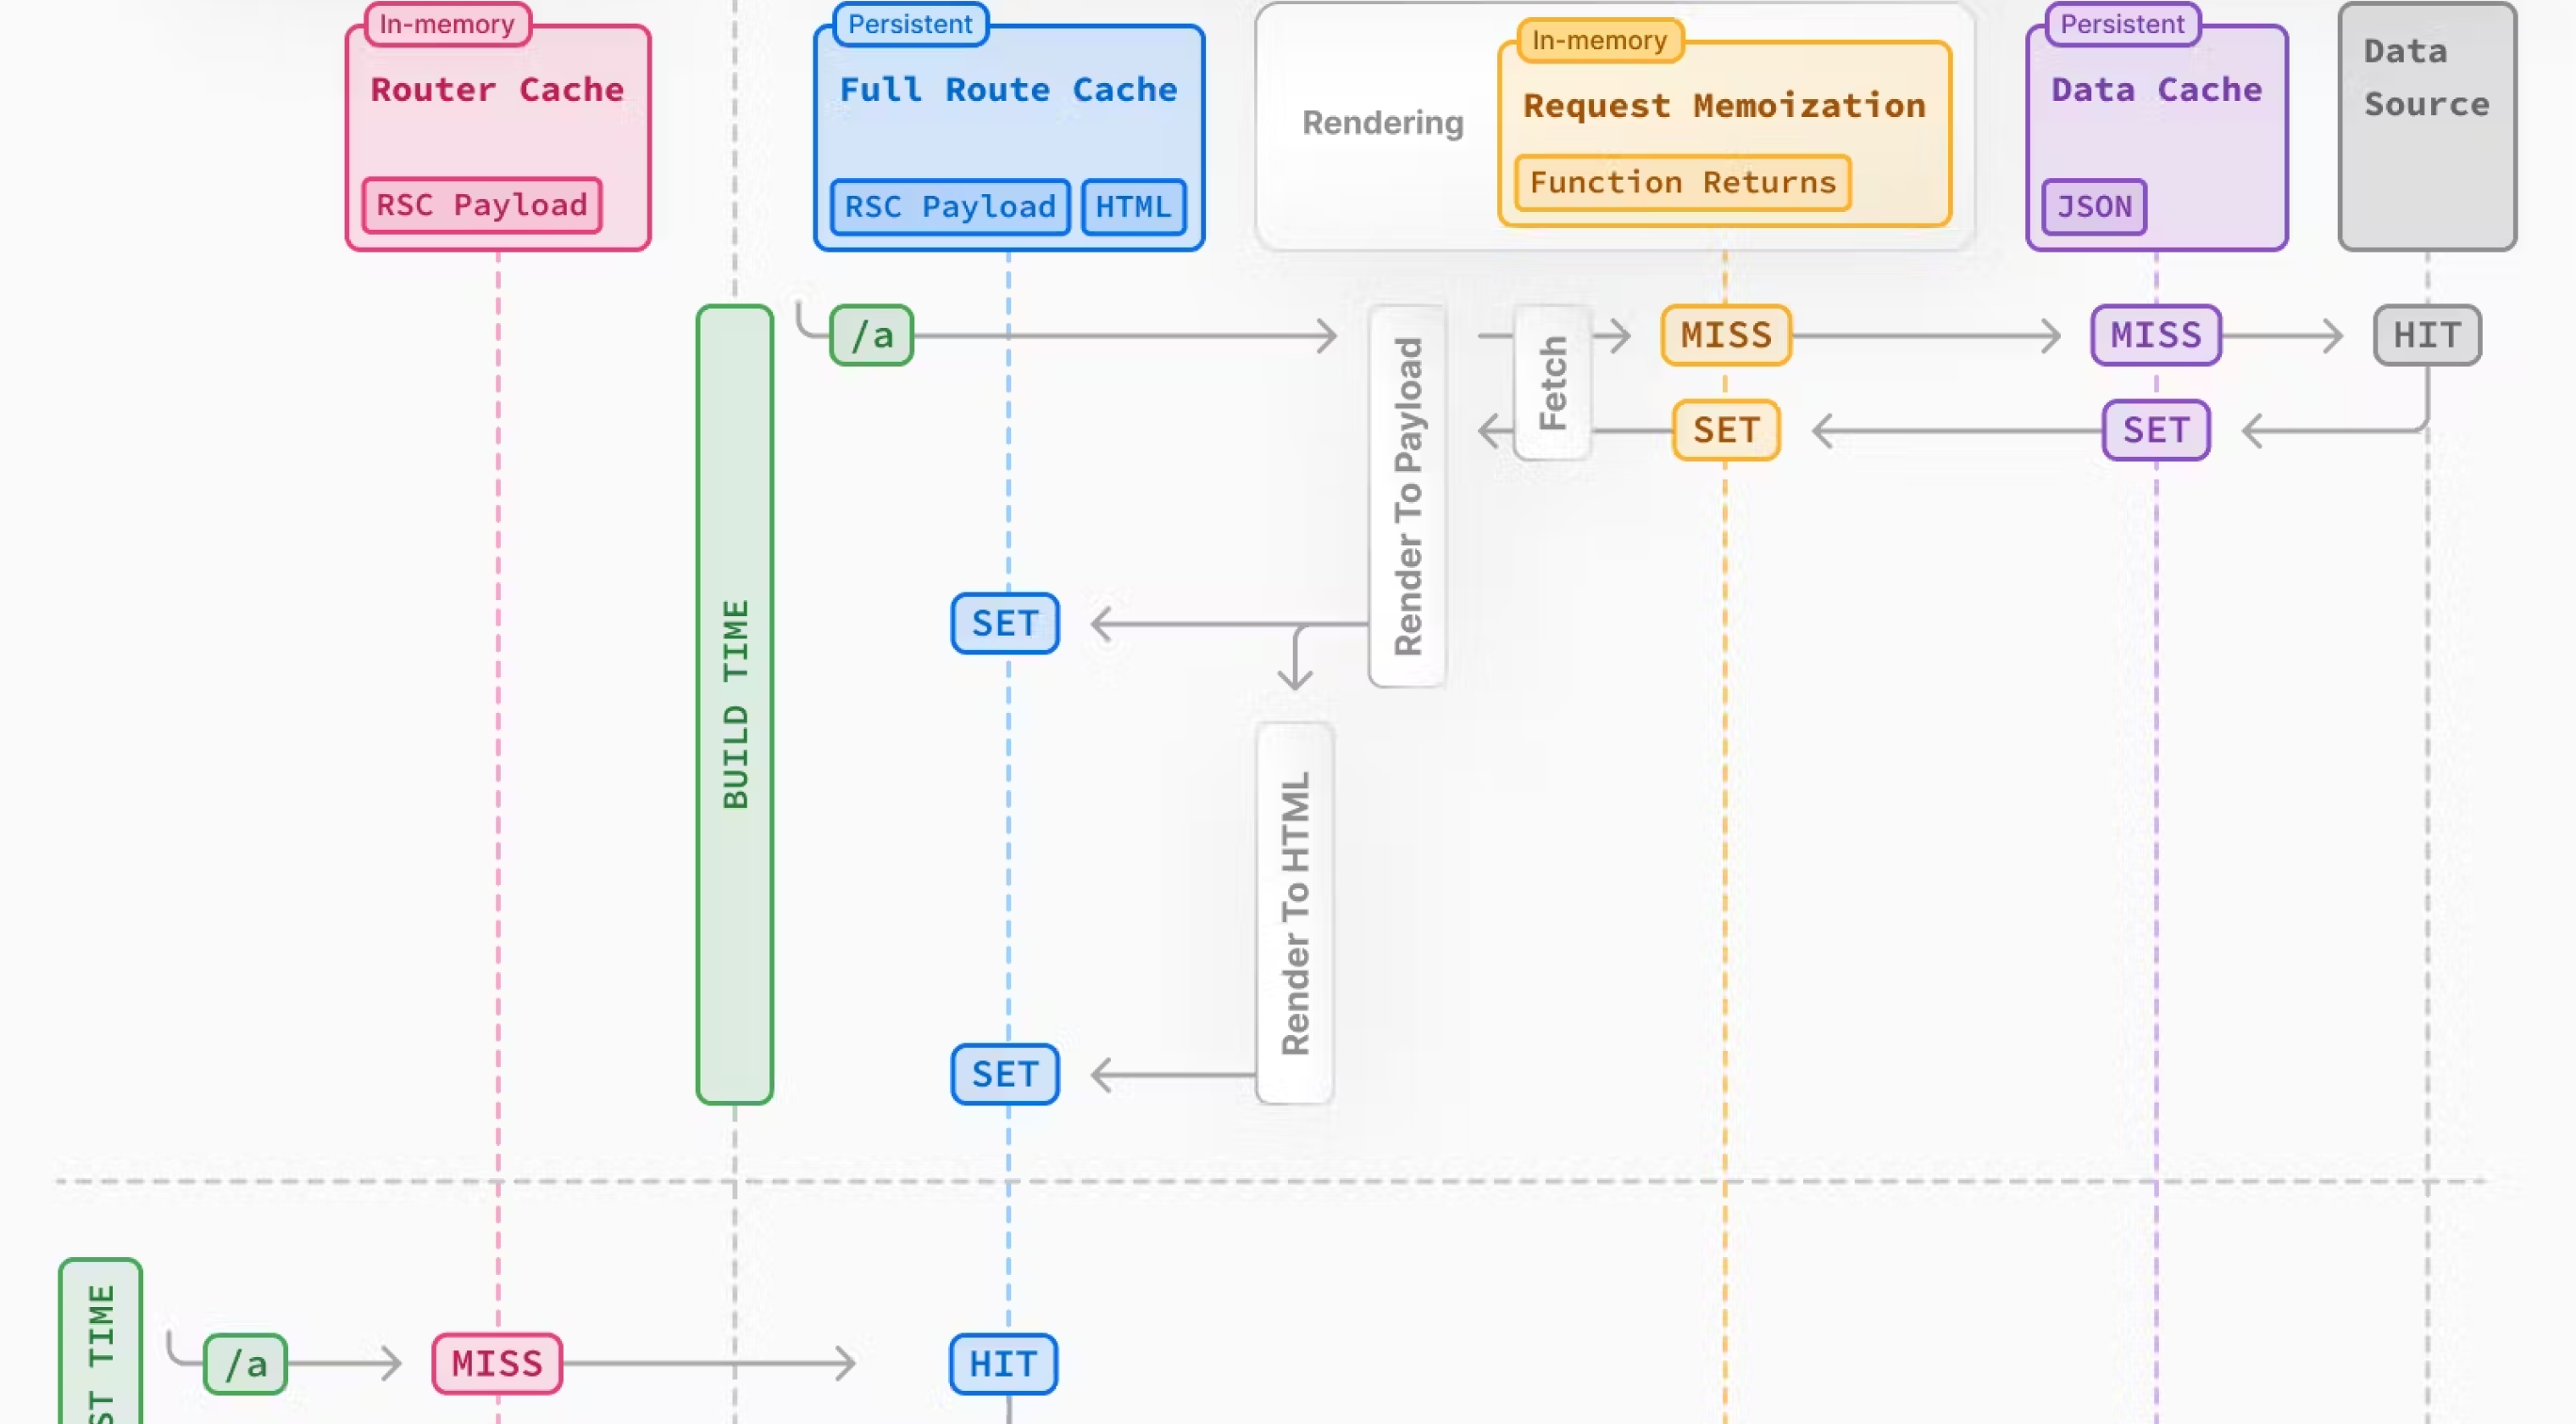 In-memory
Router Cache
RSC Payload
Persistent
Full Route Cache
RSC Payload
HTML
Rendering
In-memory
Request Memoization
Function Returns
Persistent
Data Cache
JSON
Data
Source
BUILD TIME
/a
Render To Payload
Fetch
MISS
MISS
HIT
SET
SET
SET
Render To HTML
SET
ST TIME
/a
MISS
HIT